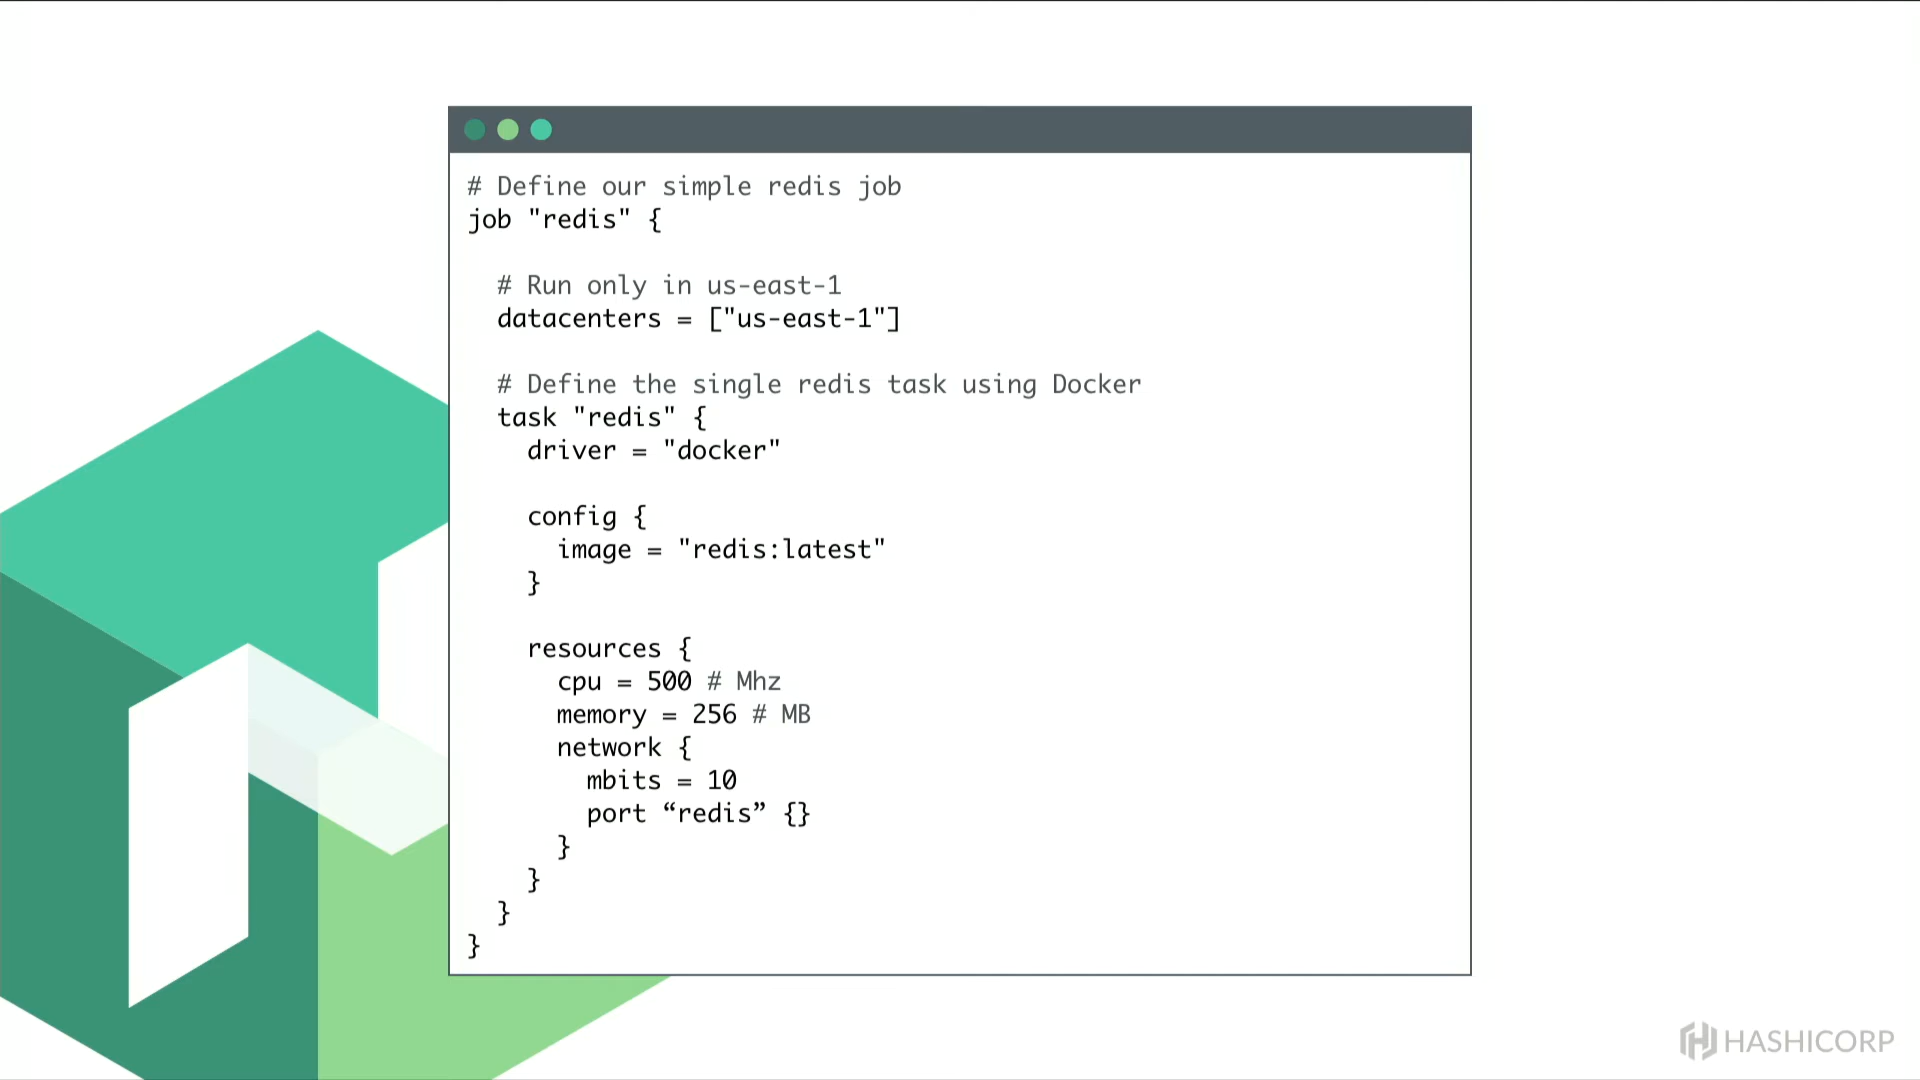 # Define our simple redis job
job "redis" {
  # Run only in us-east-1
  datacenters = ["us-east-1"]
  # Define the single redis task using Docker
  task "redis" {
    driver = "docker"
    config {
      image = "redis:latest"
    }
    resources {
      cpu = 500 # Mhz
      memory = 256 # MB
      network {
        mbits = 10
        port “redis” {}
      }
    }
  }
}
HASHICORP